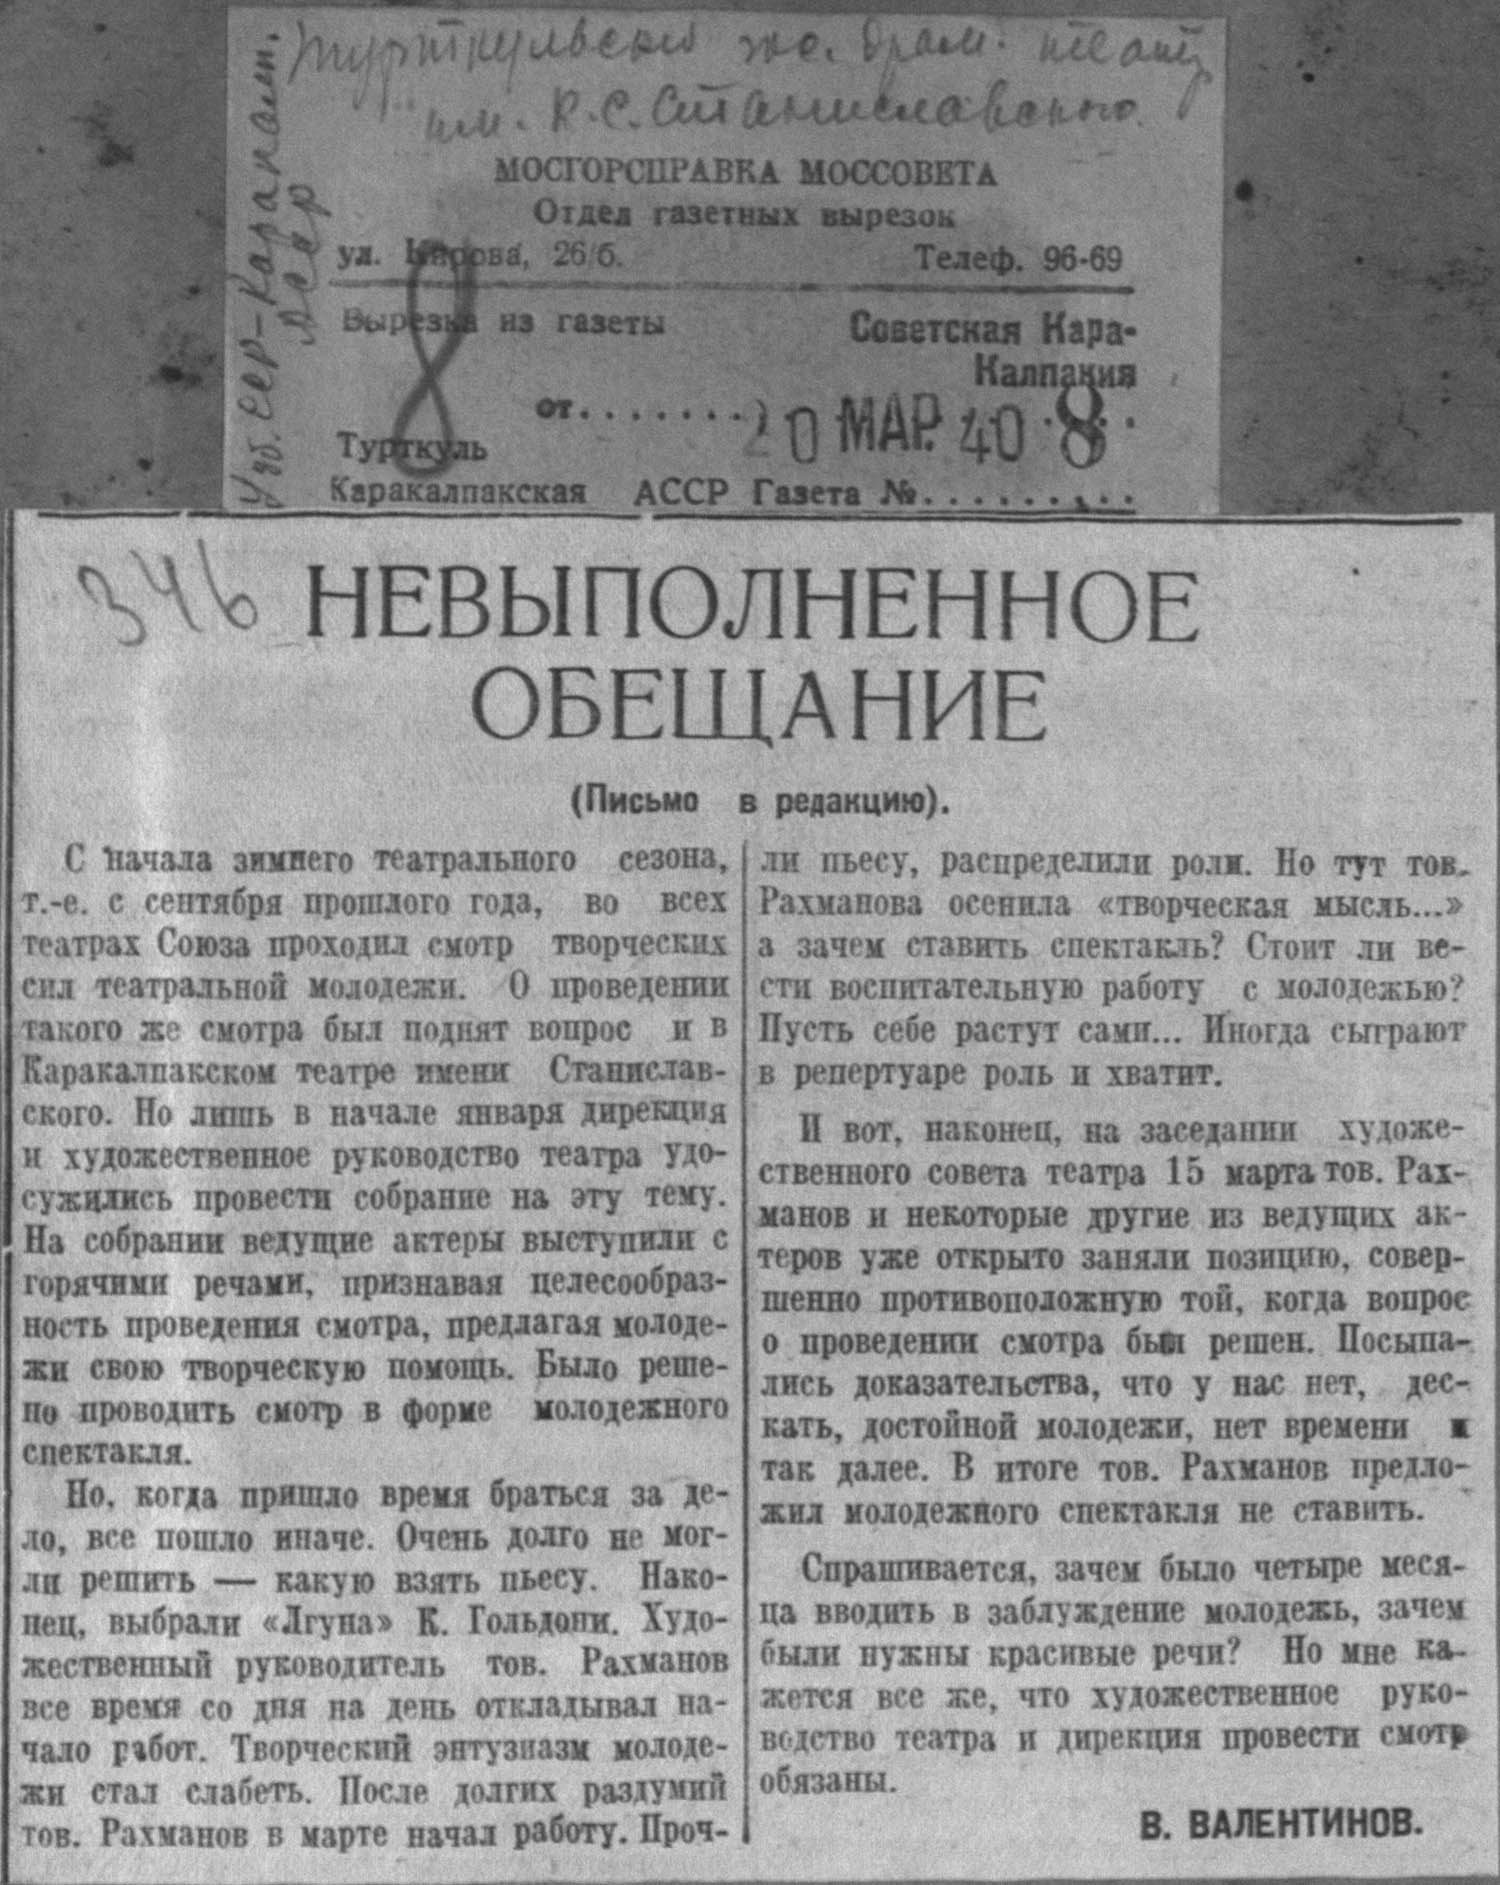 Турткульский гос. драм. театр
им. К.С. Станиславского.
Узб. ССР - Каракалп.
АССР
МОСГОРСПРАВКА МОССОВЕТА
Отдел газетных вырезок
ул. Кирова, 26/б. Телеф. 96-69
Вырезка из газеты Советская Кара-
Калпакия
от........20 МАР. 40
8
8
Турткуль
Каракалпакская АССР Газета №.........
346
НЕВЫПОЛНЕННОЕ
ОБЕЩАНИЕ
(Письмо в редакцию).
С начала зимнего театрального сезона,
т.-е. с сентября прошлого года, во всех
театрах Союза проходил смотр творческих
сил театральной молодежи. О проведении
такого же смотра был поднят вопрос и в
Каракалпакском театре имени Станислав-
ского. Но лишь в начале января дирекция
и художественное руководство театра удо-
сужились провести собрание на эту тему.
На собрании ведущие актеры выступили с
горячими речами, признавая целесообраз-
ность проведения смотра, предлагая молоде-
жи свою творческую помощь. Было реше-
но проводить смотр в форме молодежного
спектакля.
Но, когда пришло время браться за де-
ло, все пошло иначе. Очень долго не мог-
ли решить — какую взять пьесу. Нако-
нец, выбрали «Лгуна» К. Гольдони. Худо-
жественный руководитель тов. Рахманов
все время со дня на день откладывал на-
чало работ. Творческий энтузиазм молоде-
жи стал слабеть. После долгих раздумий
тов. Рахманов в марте начал работу. Проч-
ли пьесу, распределили роли. Но тут тов.
Рахманова осенила «творческая мысль...»
а зачем ставить спектакль? Стоит ли ве-
сти воспитательную работу с молодежью?
Пусть себе растут сами... Иногда сыграют
в репертуаре роль и хватит.
И вот, наконец, на заседании художе-
ственного совета театра 15 марта тов. Рах-
манов и некоторые другие из ведущих ак-
теров уже открыто заняли позицию, совер-
шенно противоположную той, когда вопрос
о проведении смотра был решен. Посыпа-
лись доказательства, что у нас нет, дес-
кать, достойной молодежи, нет времени и
так далее. В итоге тов. Рахманов предло-
жил молодежного спектакля не ставить.
Спрашивается, зачем было четыре меся-
ца вводить в заблуждение молодежь, зачем
были нужны красивые речи? Но мне ка-
жется все же, что художественное руко-
водство театра и дирекция провести смотр
обязаны.
В. ВАЛЕНТИНОВ.